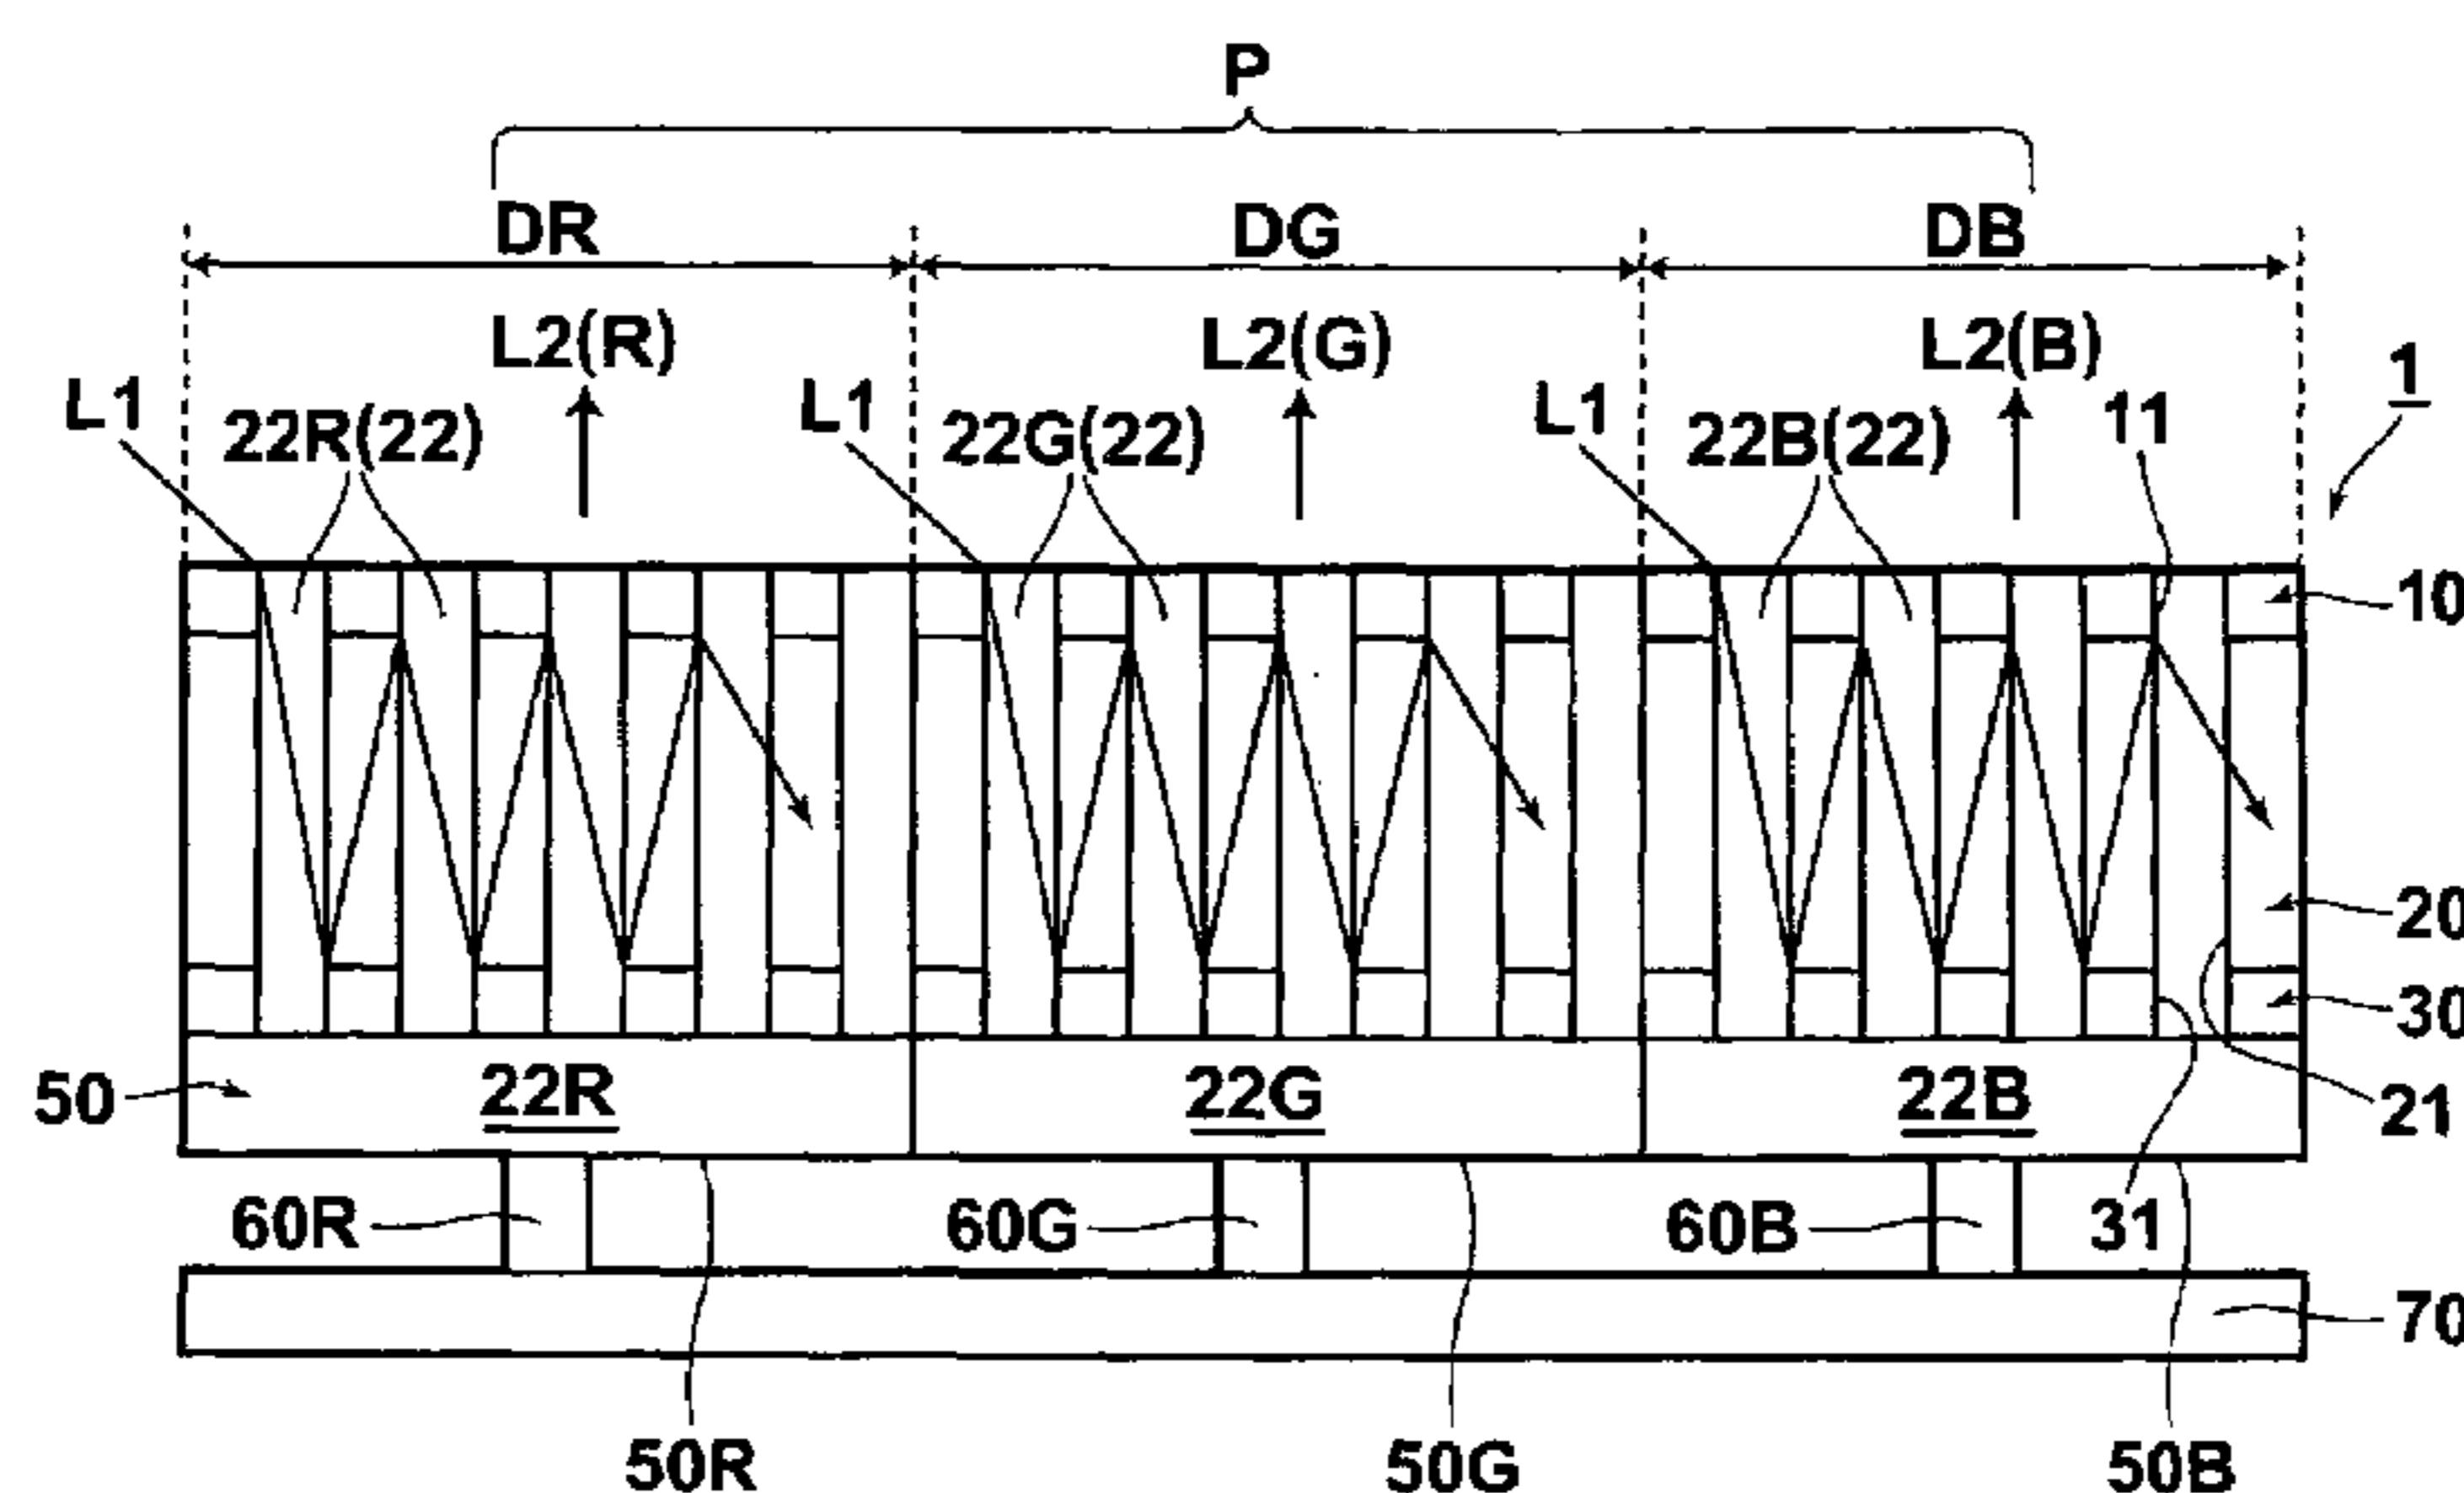 P
DR DG DB
L2(R) L2(G) L2(B)
L1 22R(22) L1 22G(22) L1 22B(22) 11 1
10
20
30
50 22R 22G 22B 21
60R 60G 60B 31
70
50R 50G 50B